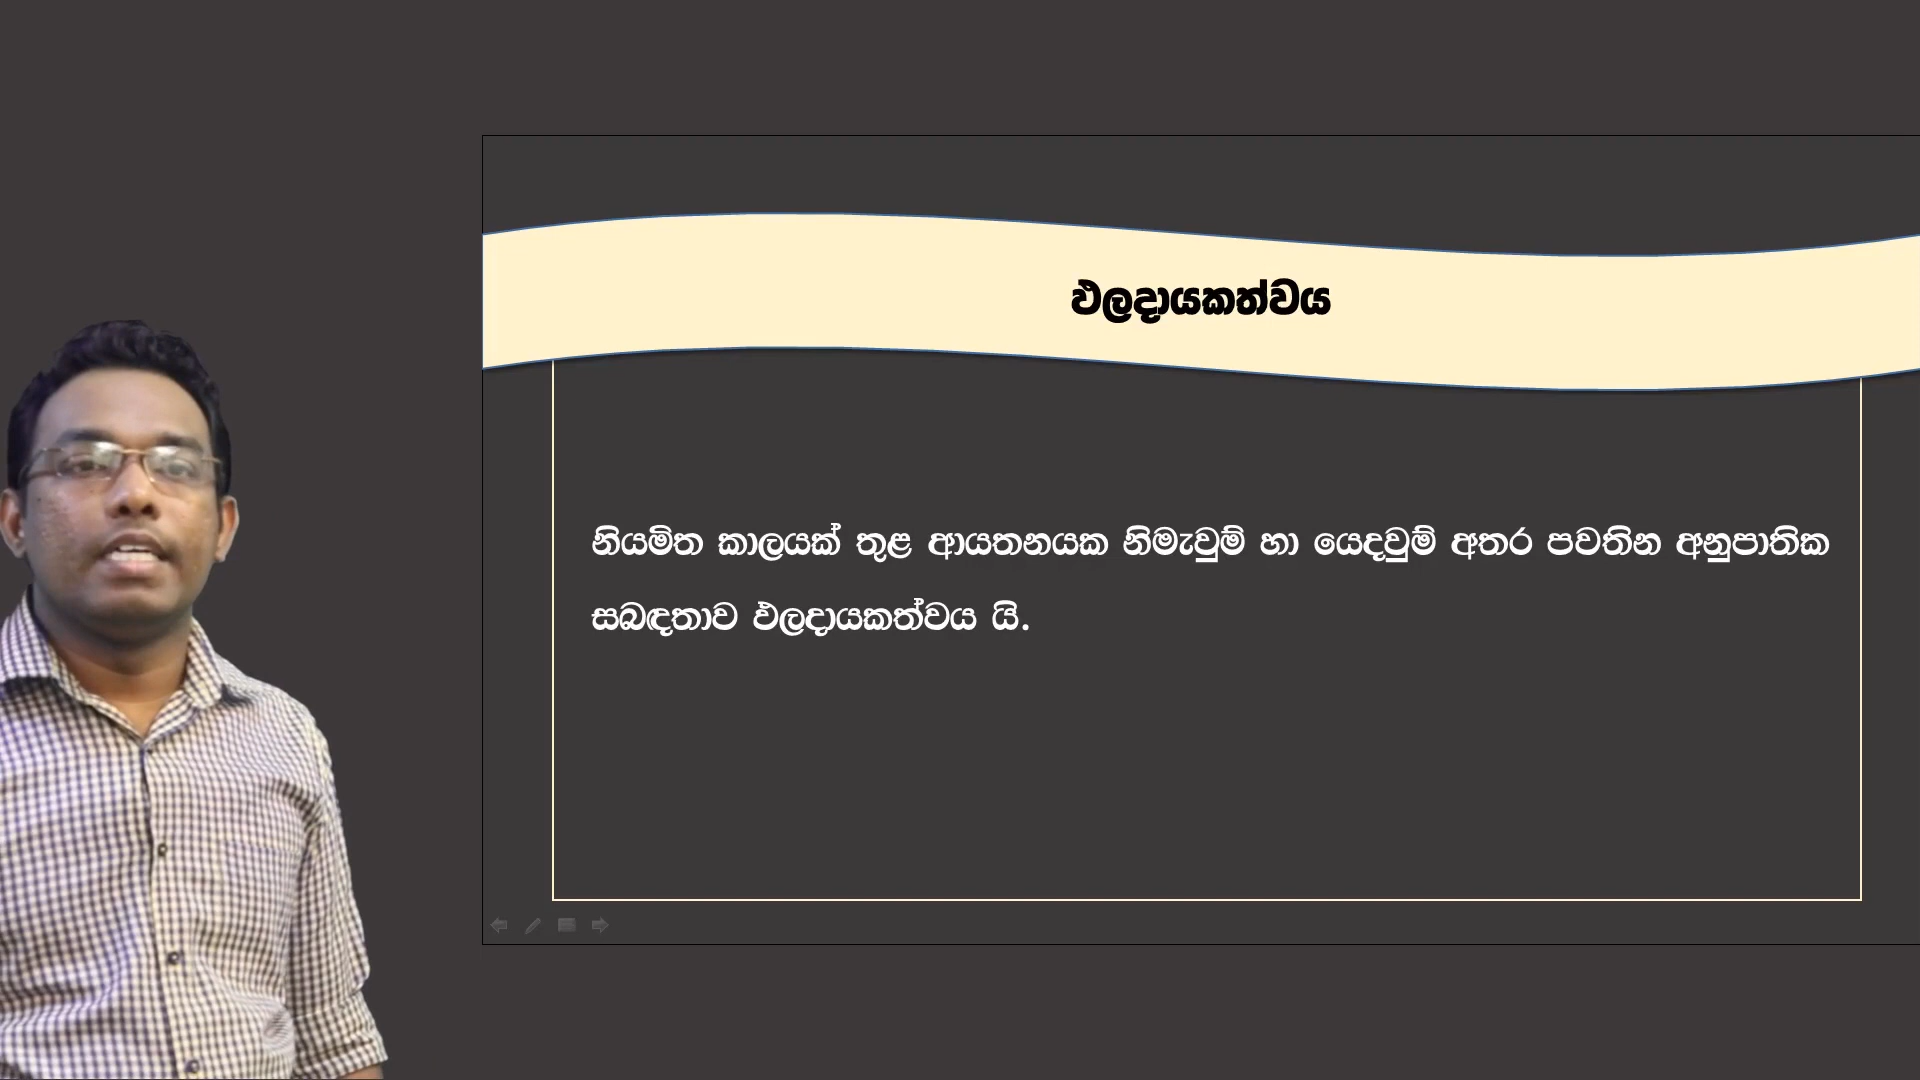 ඵලදායකත්වය
නියමිත කාලයක් තුළ ආයතනයක නිමැවුම් හා යෙදවුම් අතර පවතින අනුපාතික
සබඳතාව ඵලදායකත්වය යි.